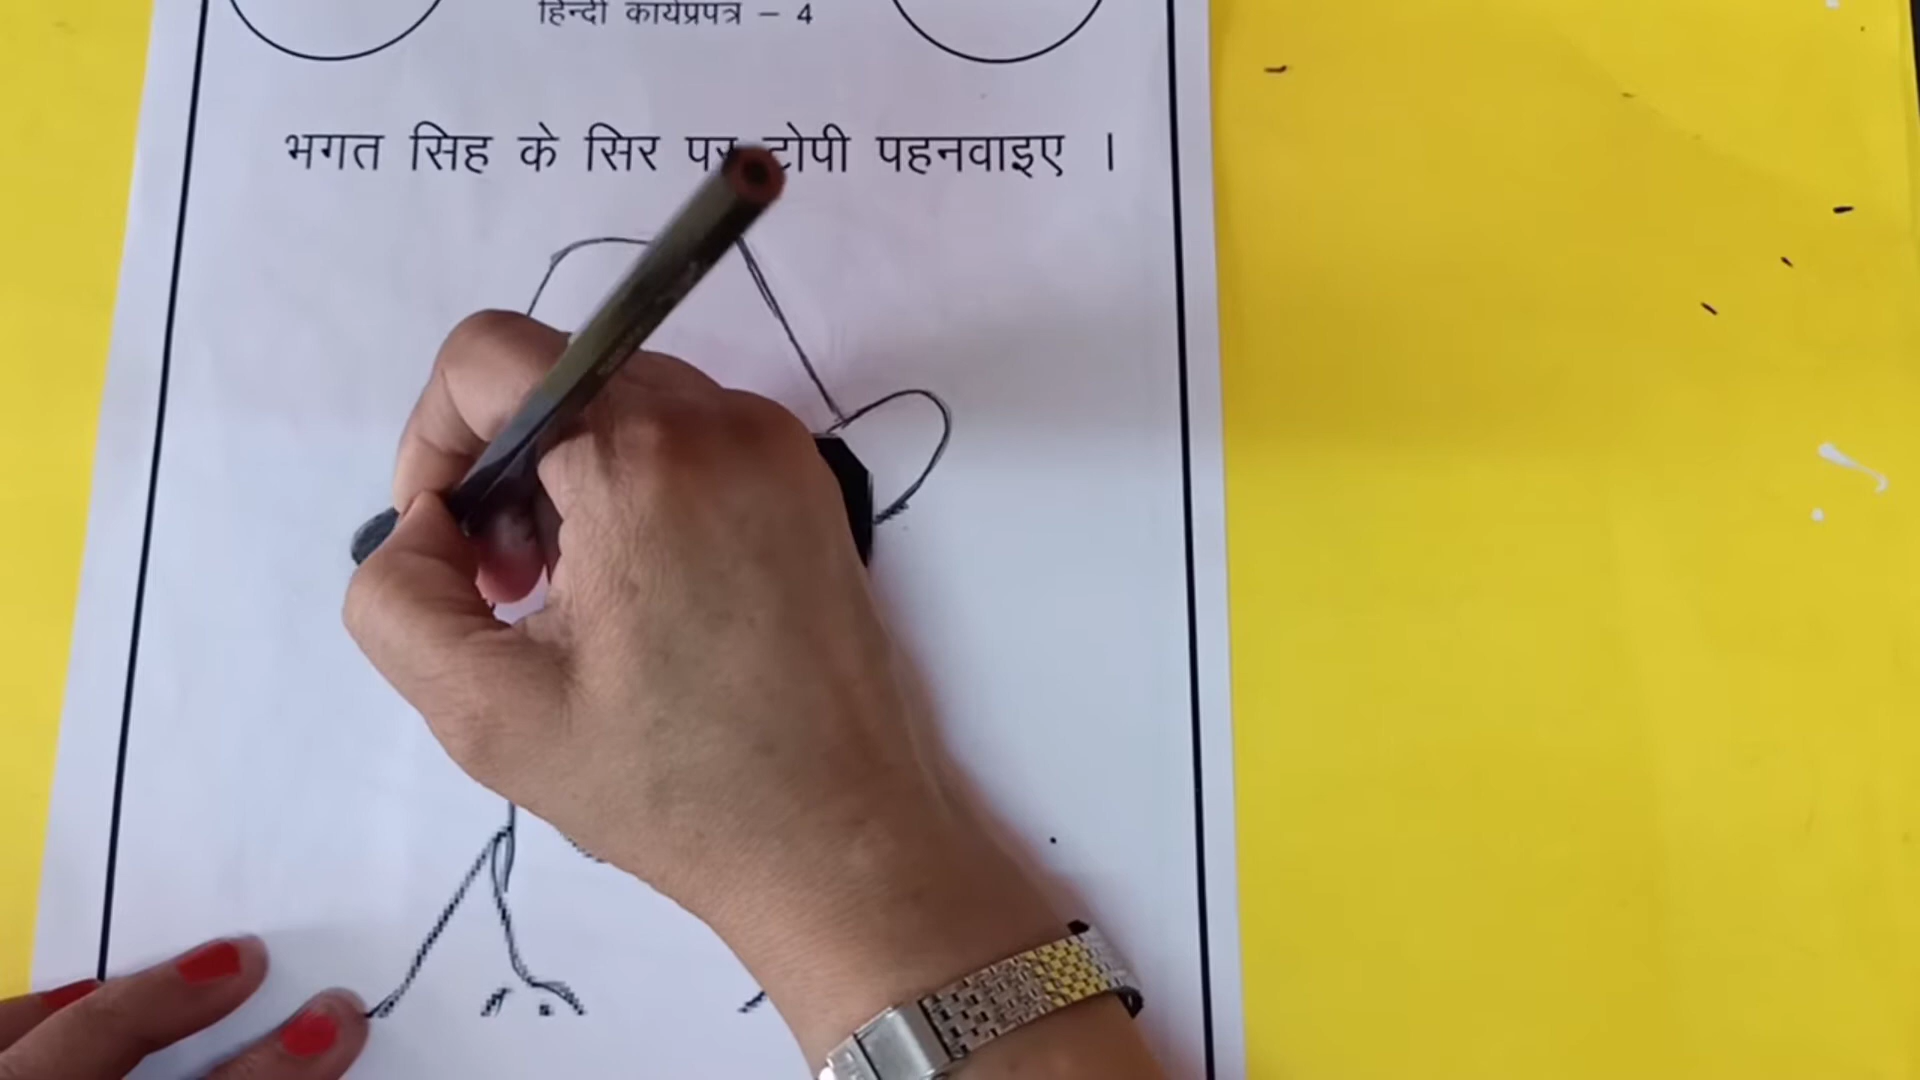 हिन्दी कार्यप्रपत्र – 4
भगत सिह के सिर पर टोपी पहनवाइए ।